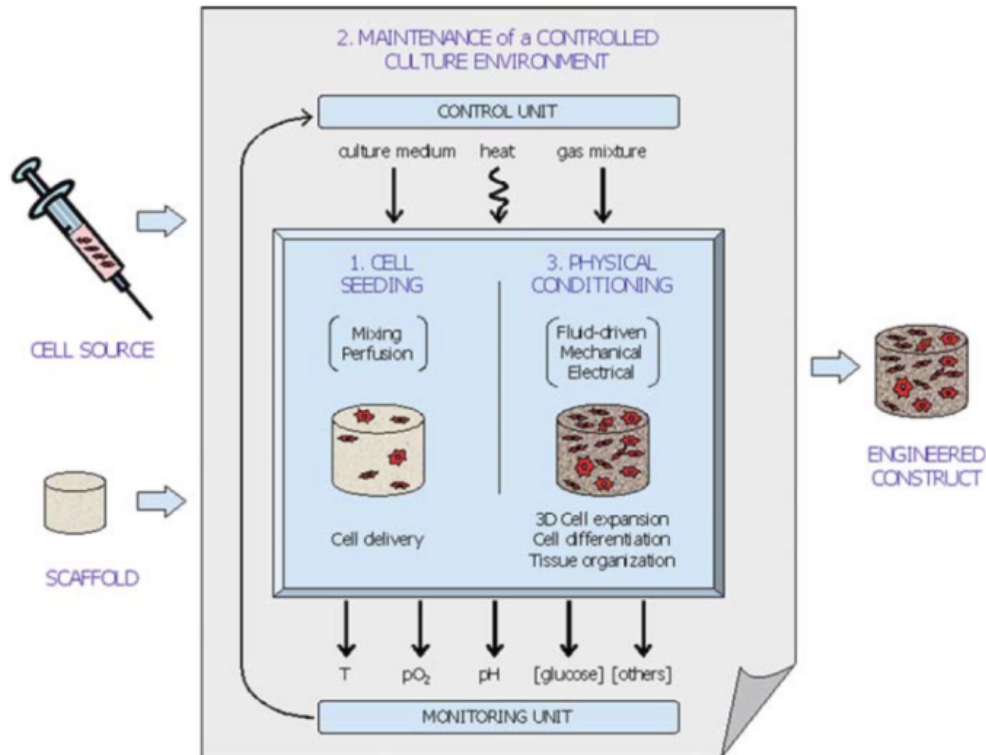 2. MAINTENANCE of a CONTROLLED
CULTURE ENVIRONMENT
CONTROL UNIT
culture medium heat gas mixture
1. CELL
SEEDING
Mixing
Perfusion
Cell delivery
3. PHYSICAL
CONDITIONING
Fluid-driven
Mechanical
Electrical
3D Cell expansion
Cell differentiation
Tissue organization
T pO₂ pH [glucose] [others]
MONITORING UNIT
CELL SOURCE
SCAFFOLD
ENGINEERED
CONSTRUCT